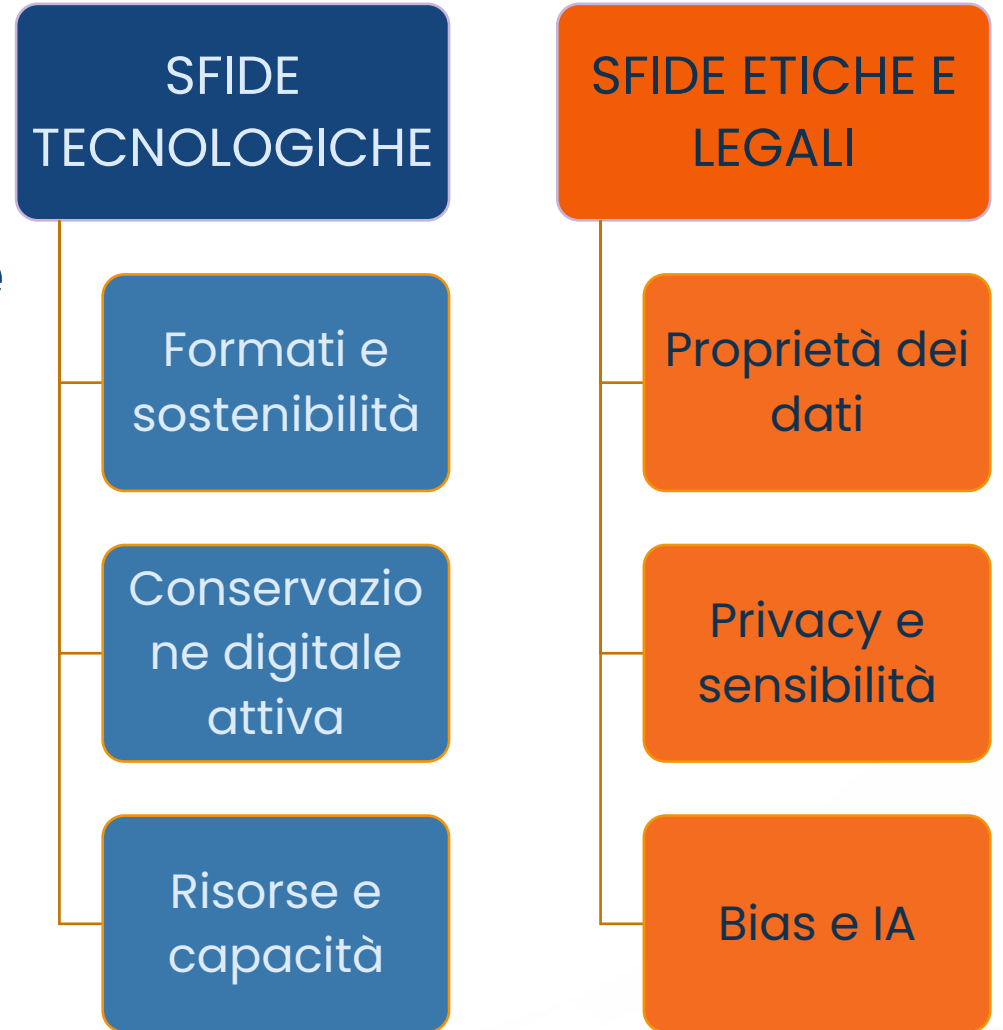 SFIDE
TECNOLOGICHE
Formati e
sostenibilità
Conservazio
ne digitale
attiva
Risorse e
capacità
SFIDE ETICHE E
LEGALI
Proprietà dei
dati
Privacy e
sensibilità
Bias e IA